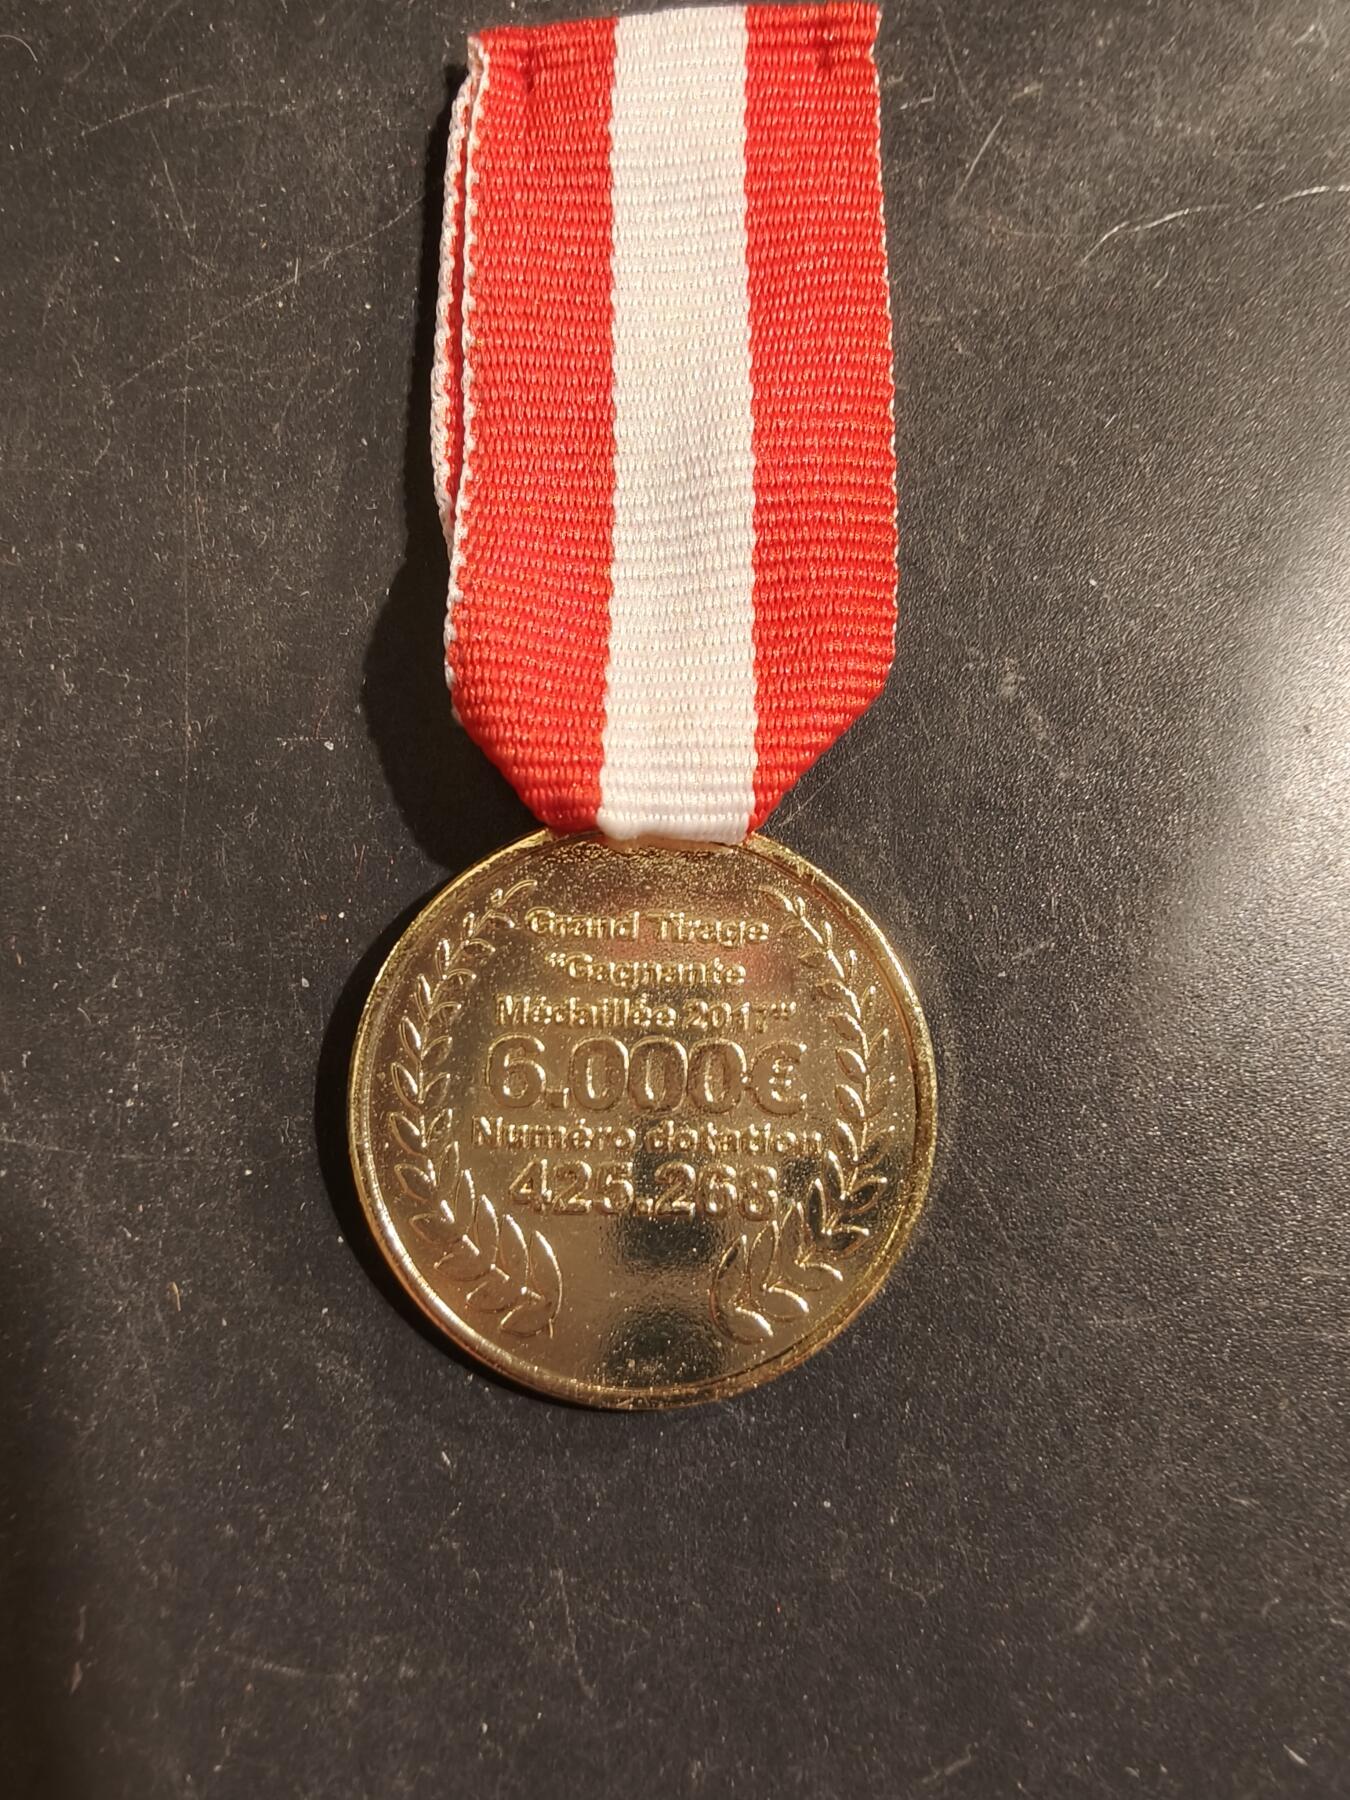 Grand Tirage
"Gagnante
Médaillée 2017"
6.000€
Numéro dotation
425.268